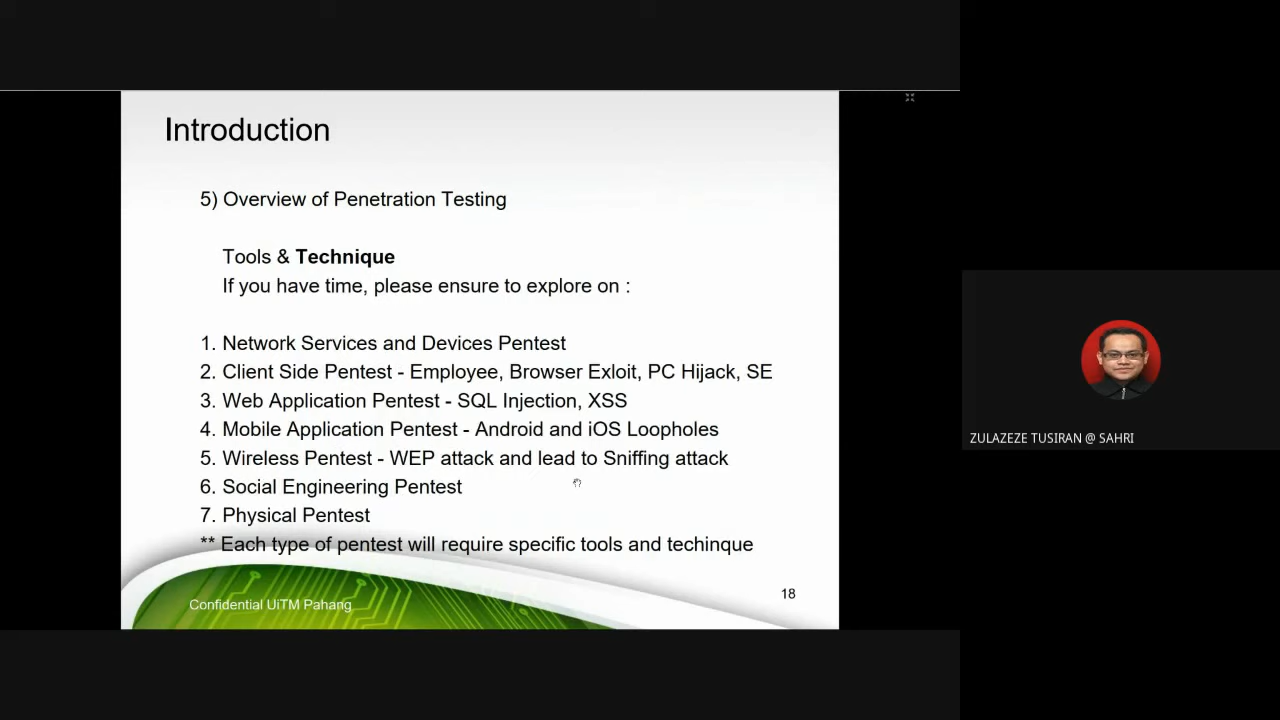 Introduction
5) Overview of Penetration Testing
Tools & Technique
If you have time, please ensure to explore on :
1. Network Services and Devices Pentest
2. Client Side Pentest - Employee, Browser Exloit, PC Hijack, SE
3. Web Application Pentest - SQL Injection, XSS
4. Mobile Application Pentest - Android and iOS Loopholes
5. Wireless Pentest - WEP attack and lead to Sniffing attack
6. Social Engineering Pentest
7. Physical Pentest
** Each type of pentest will require specific tools and techinque
18
Confidential UiTM Pahang
ZULAZEZE TUSIRAN @ SAHRI